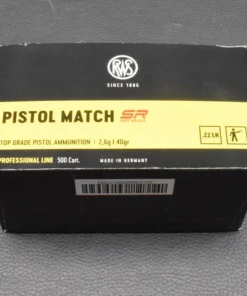 RWS
SINCE 1886
PISTOL MATCH SR
TOP GRADE PISTOL AMMUNITION | 2,6g | 40gr
.22 LR
PROFESSIONAL LINE 500 Cart. MADE IN GERMANY